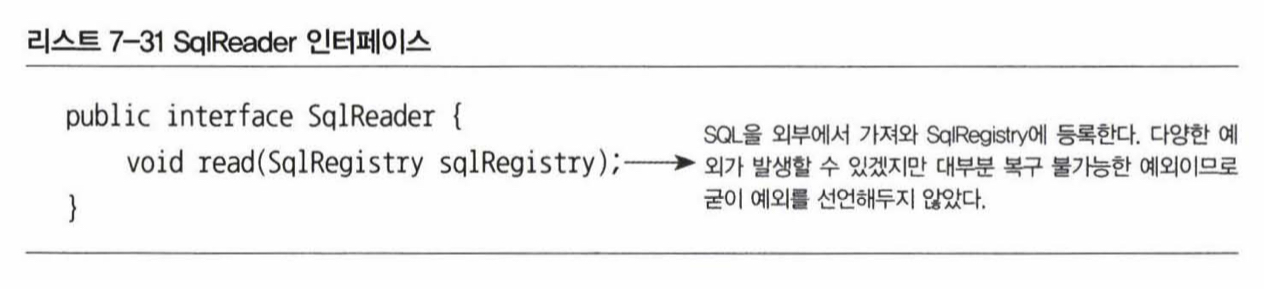 리스트 7-31 SqlReader 인터페이스
public interface SqlReader {
void read(SqlRegistry sqlRegistry);
}
SQL을 외부에서 가져와 SqlRegistry에 등록한다. 다양한 예
외가 발생할 수 있겠지만 대부분 복구 불가능한 예외이므로
굳이 예외를 선언해두지 않았다.